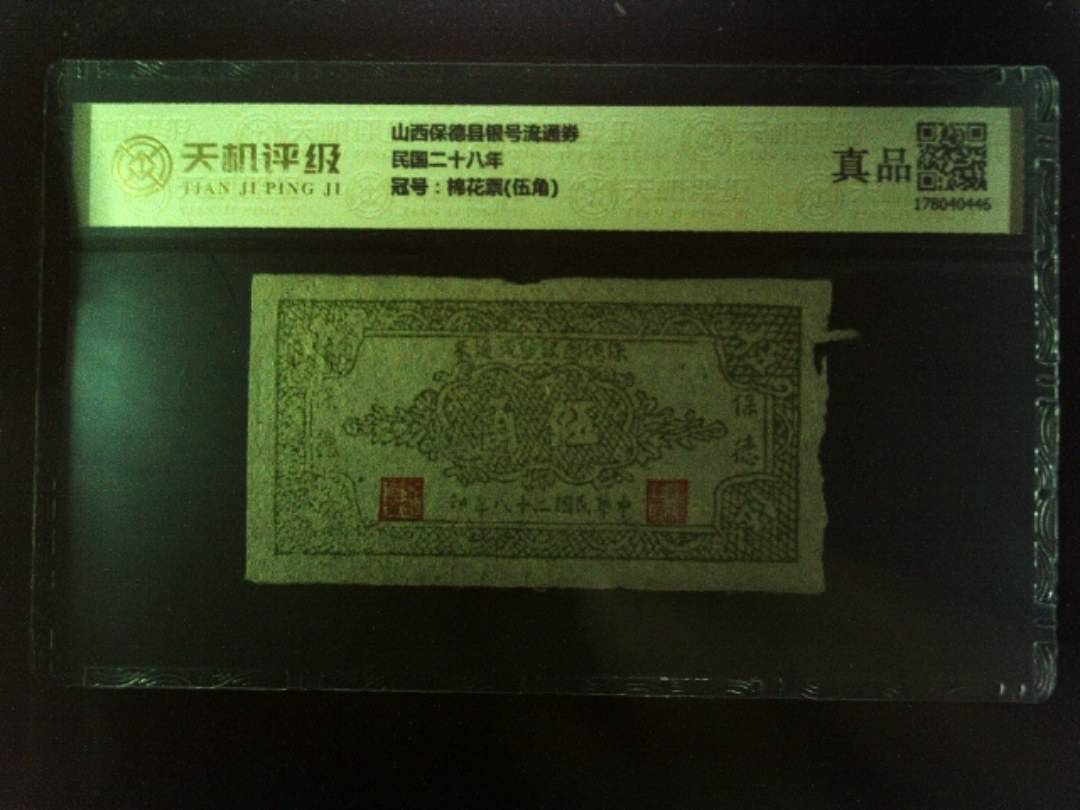 天机评级
TIAN JI PING JI
山西保德县银号流通券
民国二十八年
冠号：棉花票(伍角)
真品
178040446
伍角
保德
中華民國二十八年印